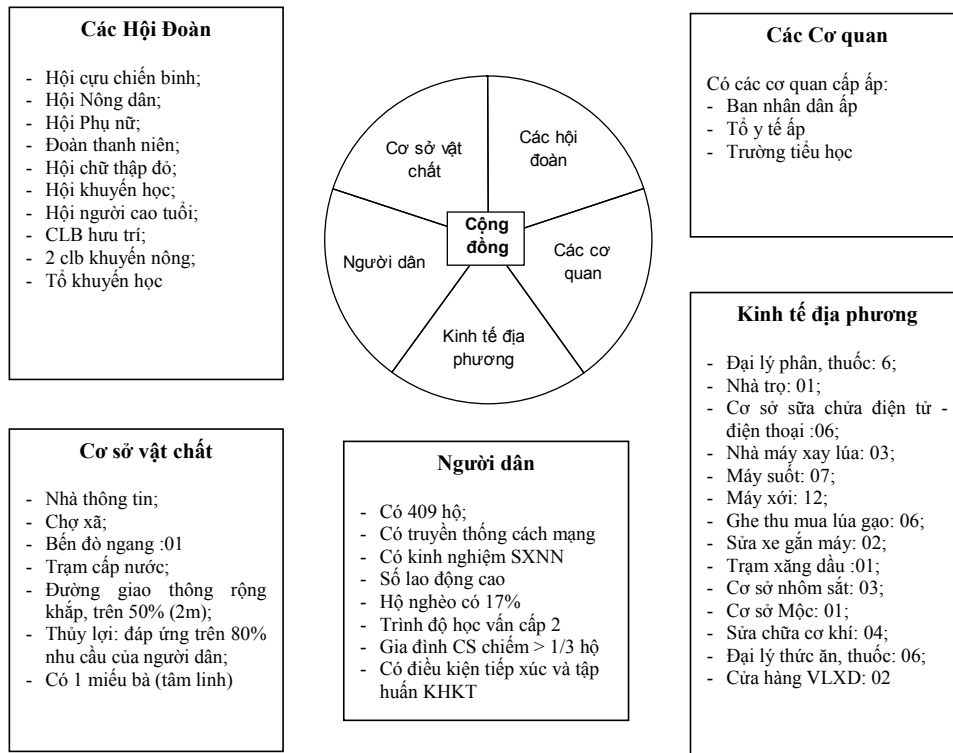 Các Hội Đoàn
- Hội cựu chiến binh;
- Hội Nông dân;
- Hội Phụ nữ;
- Đoàn thanh niên;
- Hội chữ thập đỏ;
- Hội khuyến học;
- Hội người cao tuổi;
- CLB hưu trí;
- 2 clb khuyến nông;
- Tổ khuyến học
Cơ sở vật
chất
Các hội
đoàn
Cộng
đồng
Người dân
Các cơ
quan
Kinh tế địa
phương
Các Cơ quan
Có các cơ quan cấp ấp:
- Ban nhân dân ấp
- Tổ y tế ấp
- Trường tiểu học
Cơ sở vật chất
- Nhà thông tin;
- Chợ xã;
- Bến đò ngang :01
- Trạm cấp nước;
- Đường giao thông rộng
khắp, trên 50% (2m);
- Thủy lợi: đáp ứng trên 80%
nhu cầu của người dân;
- Có 1 miếu bà (tâm linh)
Người dân
- Có 409 hộ;
- Có truyền thống cách mạng
- Có kinh nghiệm SXNN
- Số lao động cao
- Hộ nghèo có 17%
- Trình độ học vấn cấp 2
- Gia đình CS chiếm > 1/3 hộ
- Có điều kiện tiếp xúc và tập
huấn KHKT
Kinh tế địa phương
- Đại lý phân, thuốc: 6;
- Nhà trọ: 01;
- Cơ sở sữa chửa điện tử -
điện thoại :06;
- Nhà máy xay lúa: 03;
- Máy suốt: 07;
- Máy xới: 12;
- Ghe thu mua lúa gạo: 06;
- Sửa xe gắn máy: 02;
- Trạm xăng dầu :01;
- Cơ sở nhôm sắt: 03;
- Cơ sở Mộc: 01;
- Sửa chữa cơ khí: 04;
- Đại lý thức ăn, thuốc: 06;
- Cửa hàng VLXD: 02